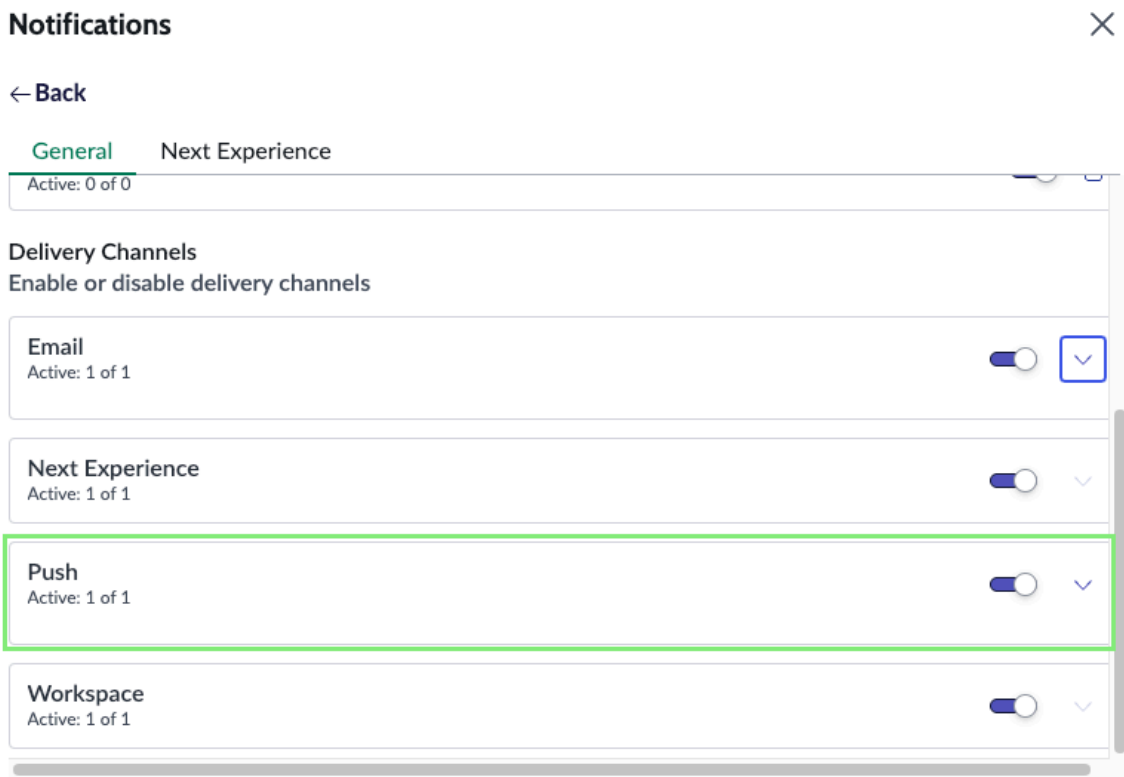 Notifications
Back
General
Next Experience
Active: 0 of 0
Delivery Channels
Enable or disable delivery channels
Email
Active: 1 of 1
Next Experience
Active: 1 of 1
Push
Active: 1 of 1
Workspace
Active: 1 of 1